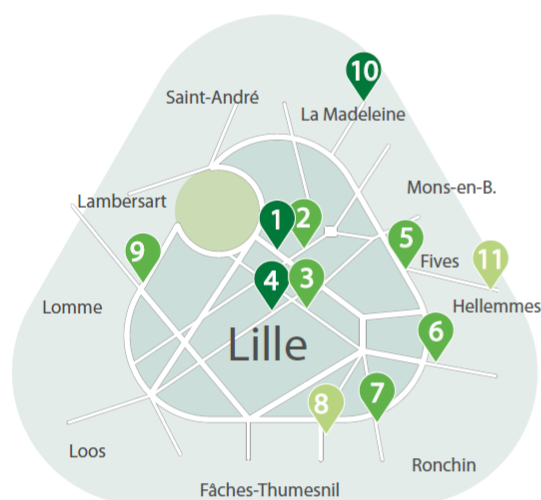 10
Saint-André
La Madeleine
Mons-en-B.
Lambersart
1
2
5
9
Fives
11
4
3
Lomme
Hellemmes
Lille
6
8
7
Loos
Ronchin
Fâches-Thumesnil